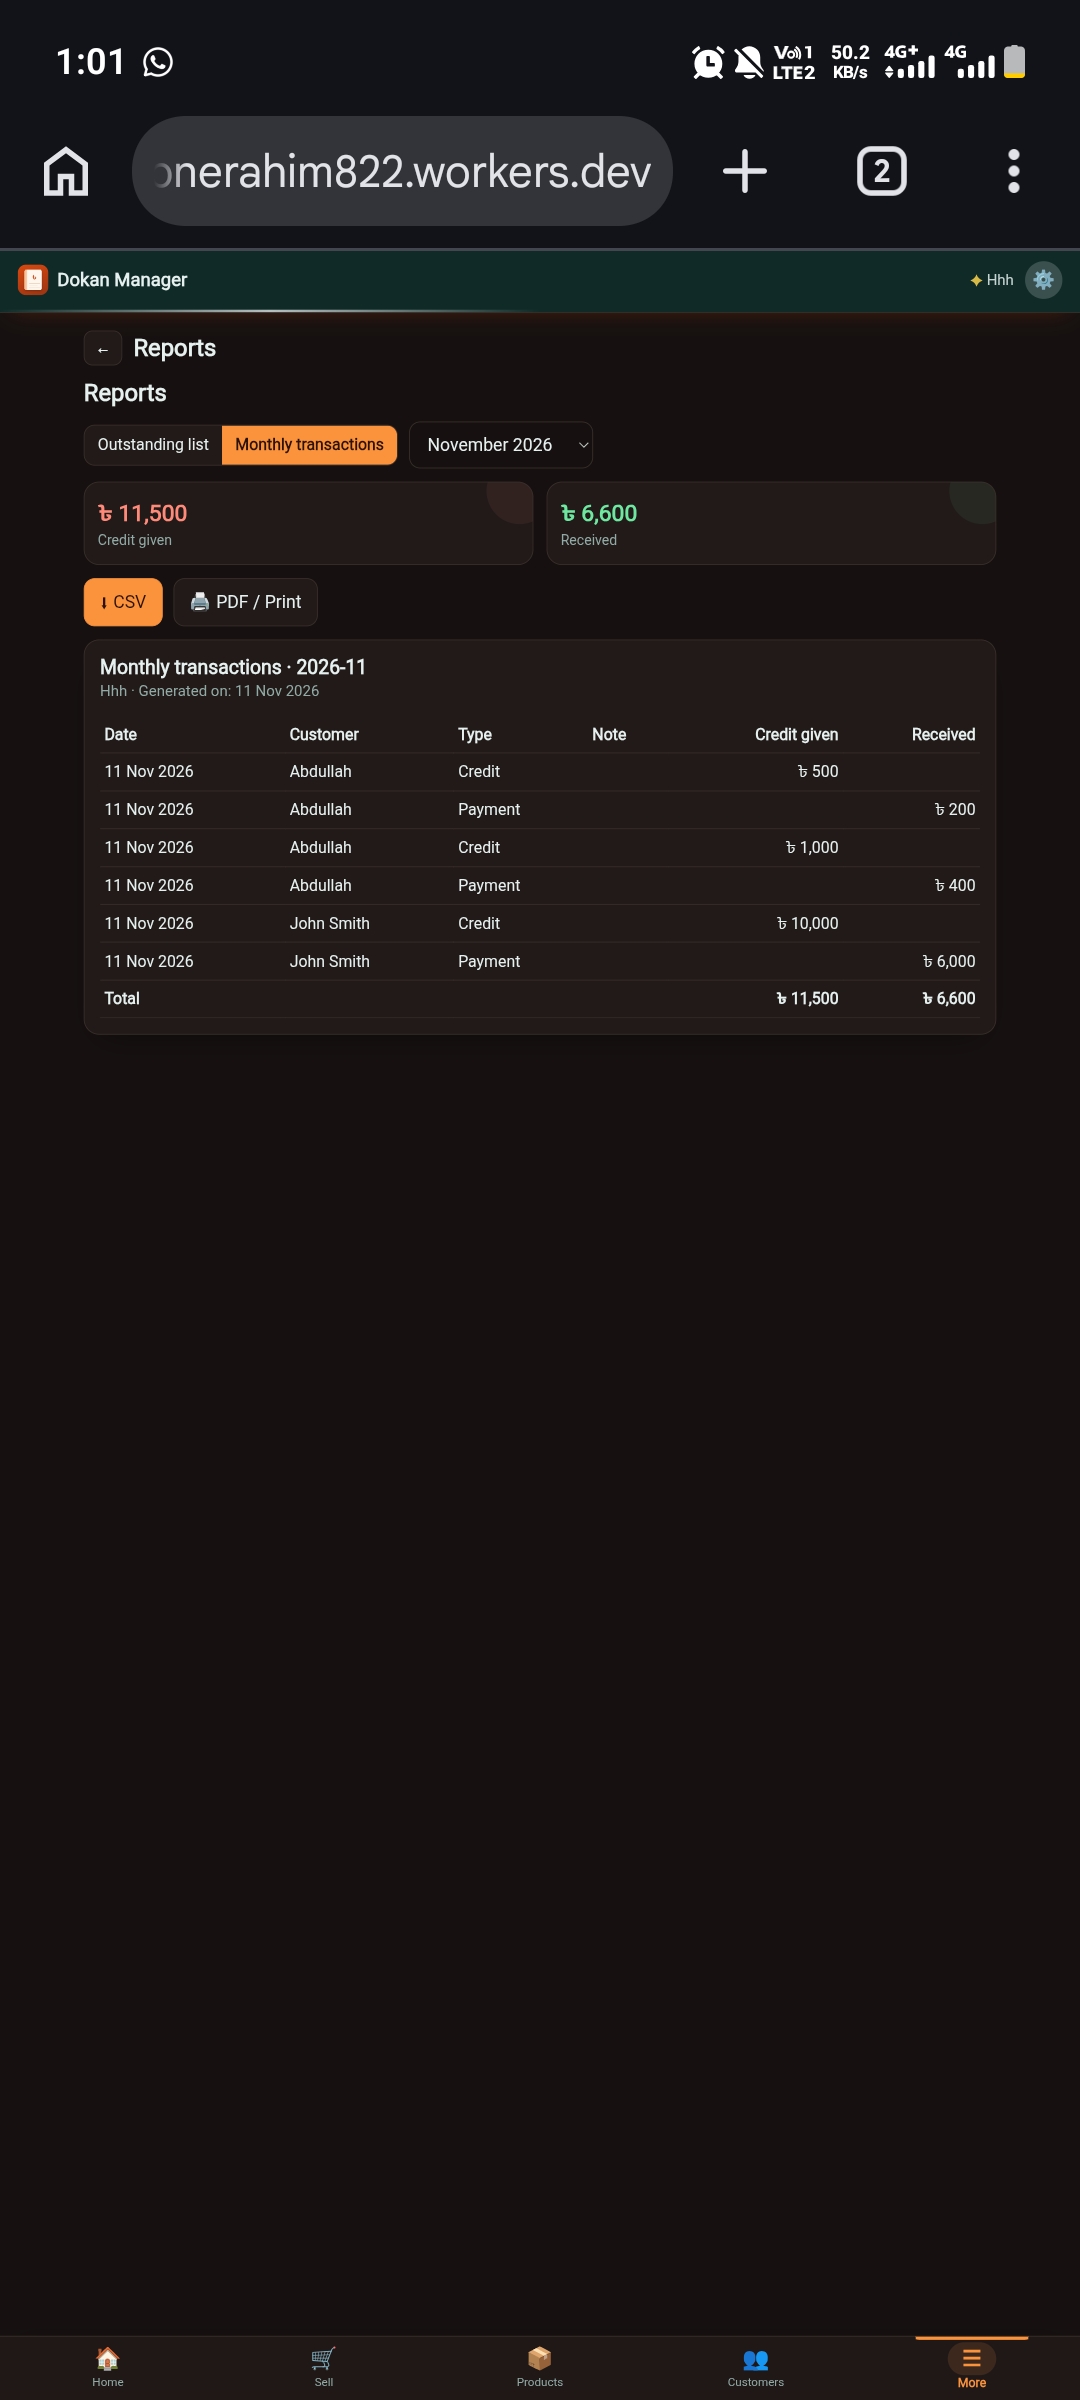 1:01 Vo 1 LTE2 50.2 KB/s 4G+ 4G
nerahim822.workers.dev 2
Dokan Manager Hhh
← Reports
Reports
Outstanding list Monthly transactions November 2026
৳ 11,500 ৳ 6,600
Credit given Received
⭳ CSV PDF / Print
Monthly transactions · 2026-11
Hhh · Generated on: 11 Nov 2026
Date Customer Type Note Credit given Received
11 Nov 2026 Abdullah Credit ৳ 500
11 Nov 2026 Abdullah Payment ৳ 200
11 Nov 2026 Abdullah Credit ৳ 1,000
11 Nov 2026 Abdullah Payment ৳ 400
11 Nov 2026 John Smith Credit ৳ 10,000
11 Nov 2026 John Smith Payment ৳ 6,000
Total ৳ 11,500 ৳ 6,600
Home Sell Products Customers More